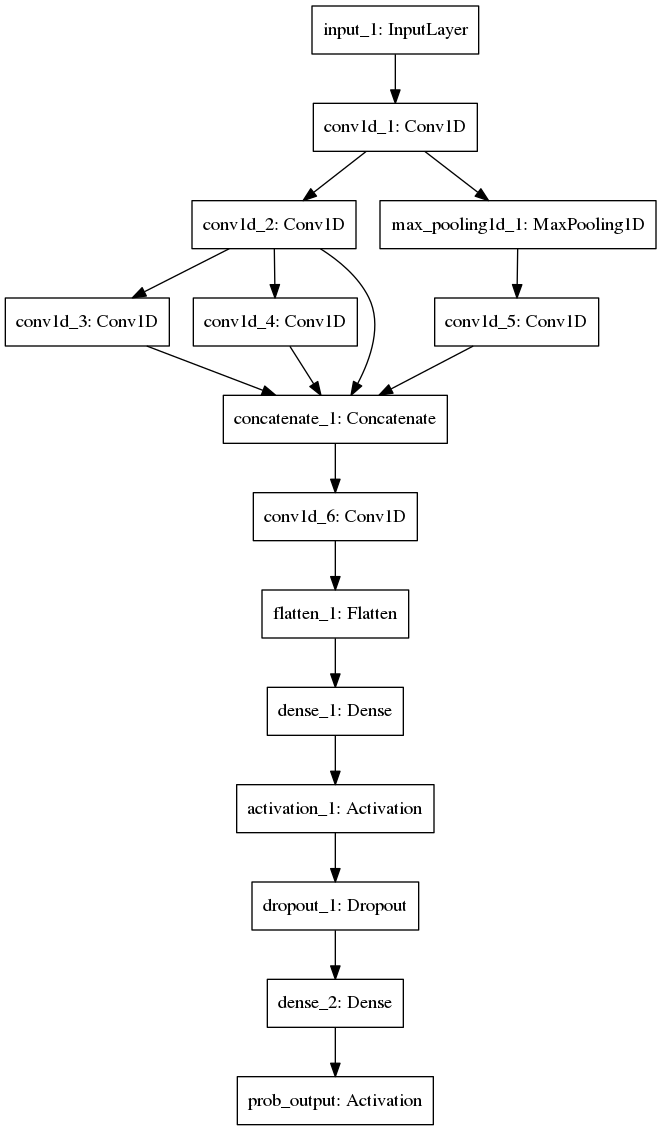 input_1: InputLayer
conv1d_1: Conv1D
conv1d_2: Conv1D
max_pooling1d_1: MaxPooling1D
conv1d_3: Conv1D
conv1d_4: Conv1D
conv1d_5: Conv1D
concatenate_1: Concatenate
conv1d_6: Conv1D
flatten_1: Flatten
dense_1: Dense
activation_1: Activation
dropout_1: Dropout
dense_2: Dense
prob_output: Activation